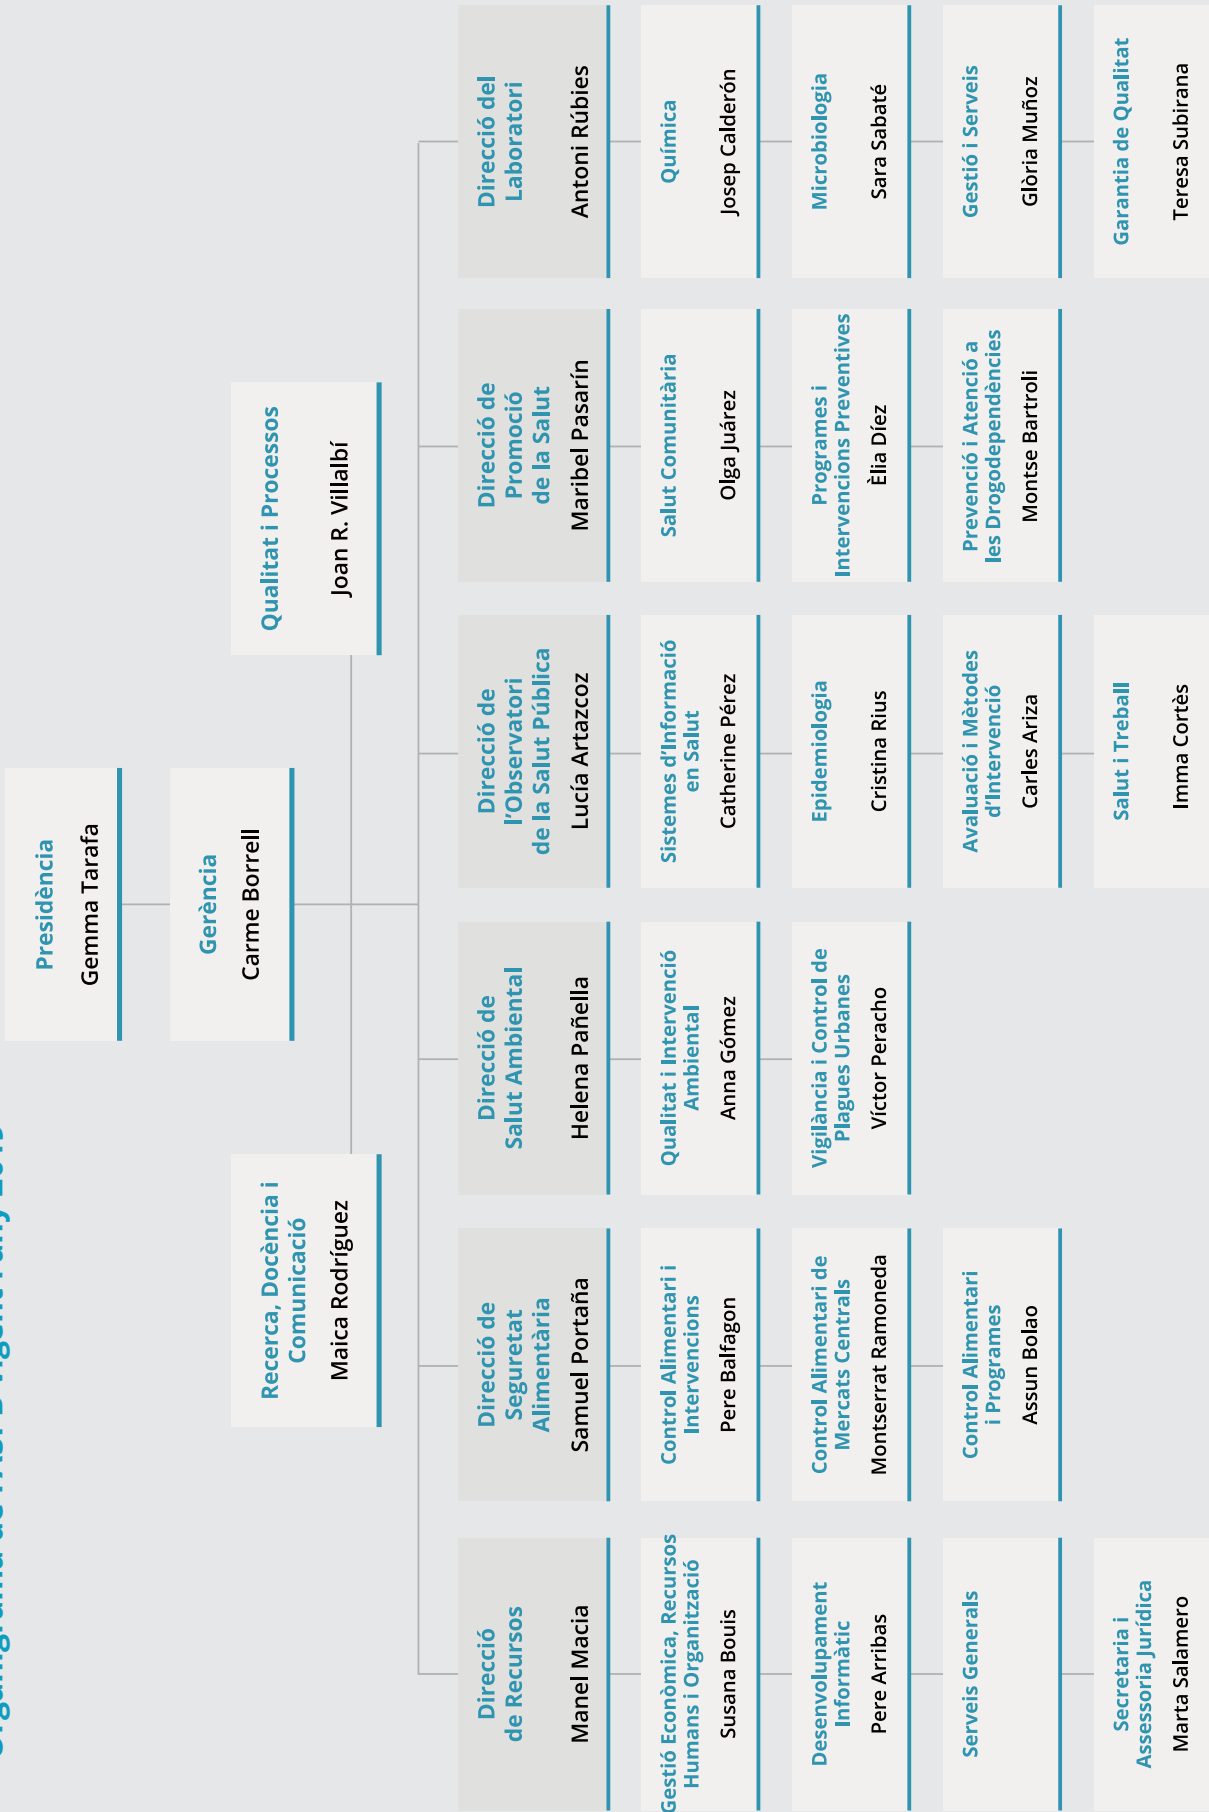 Presidència
Gemma Tarafa
Gerència
Carme Borrell
Recerca, Docència i
Comunicació
Maica Rodríguez
Qualitat i Processos
Joan R. Villalbí
Direcció
de Recursos
Manel Macia
Gestió Econòmica, Recursos
Humans i Organització
Susana Bouis
Desenvolupament
Informàtic
Pere Arribas
Serveis Generals
Secretaria i
Assessoria Jurídica
Marta Salamero
Direcció de
Seguretat
Alimentària
Samuel Portaña
Control Alimentari i
Intervencions
Pere Balfagon
Control Alimentari de
Mercats Centrals
Montserrat Ramoneda
Control Alimentari
i Programes
Assun Bolao
Direcció de
Salut Ambiental
Helena Pañella
Qualitat i Intervenció
Ambiental
Anna Gómez
Vigilància i Control de
Plagues Urbanes
Víctor Peracho
Direcció de
l'Observatori
de la Salut Pública
Lucía Artazcoz
Sistemes d'Informació
en Salut
Catherine Pérez
Epidemiologia
Cristina Rius
Avaluació i Mètodes
d'Intervenció
Carles Ariza
Salut i Treball
Imma Cortès
Direcció de
Promoció
de la Salut
Maribel Pasarín
Salut Comunitària
Olga Juárez
Programes i
Intervencions Preventives
Èlia Díez
Prevenció i Atenció a
les Drogodependències
Montse Bartroli
Direcció del
Laboratori
Antoni Rúbies
Química
Josep Calderón
Microbiologia
Sara Sabaté
Gestió i Serveis
Glòria Muñoz
Garantia de Qualitat
Teresa Subirana